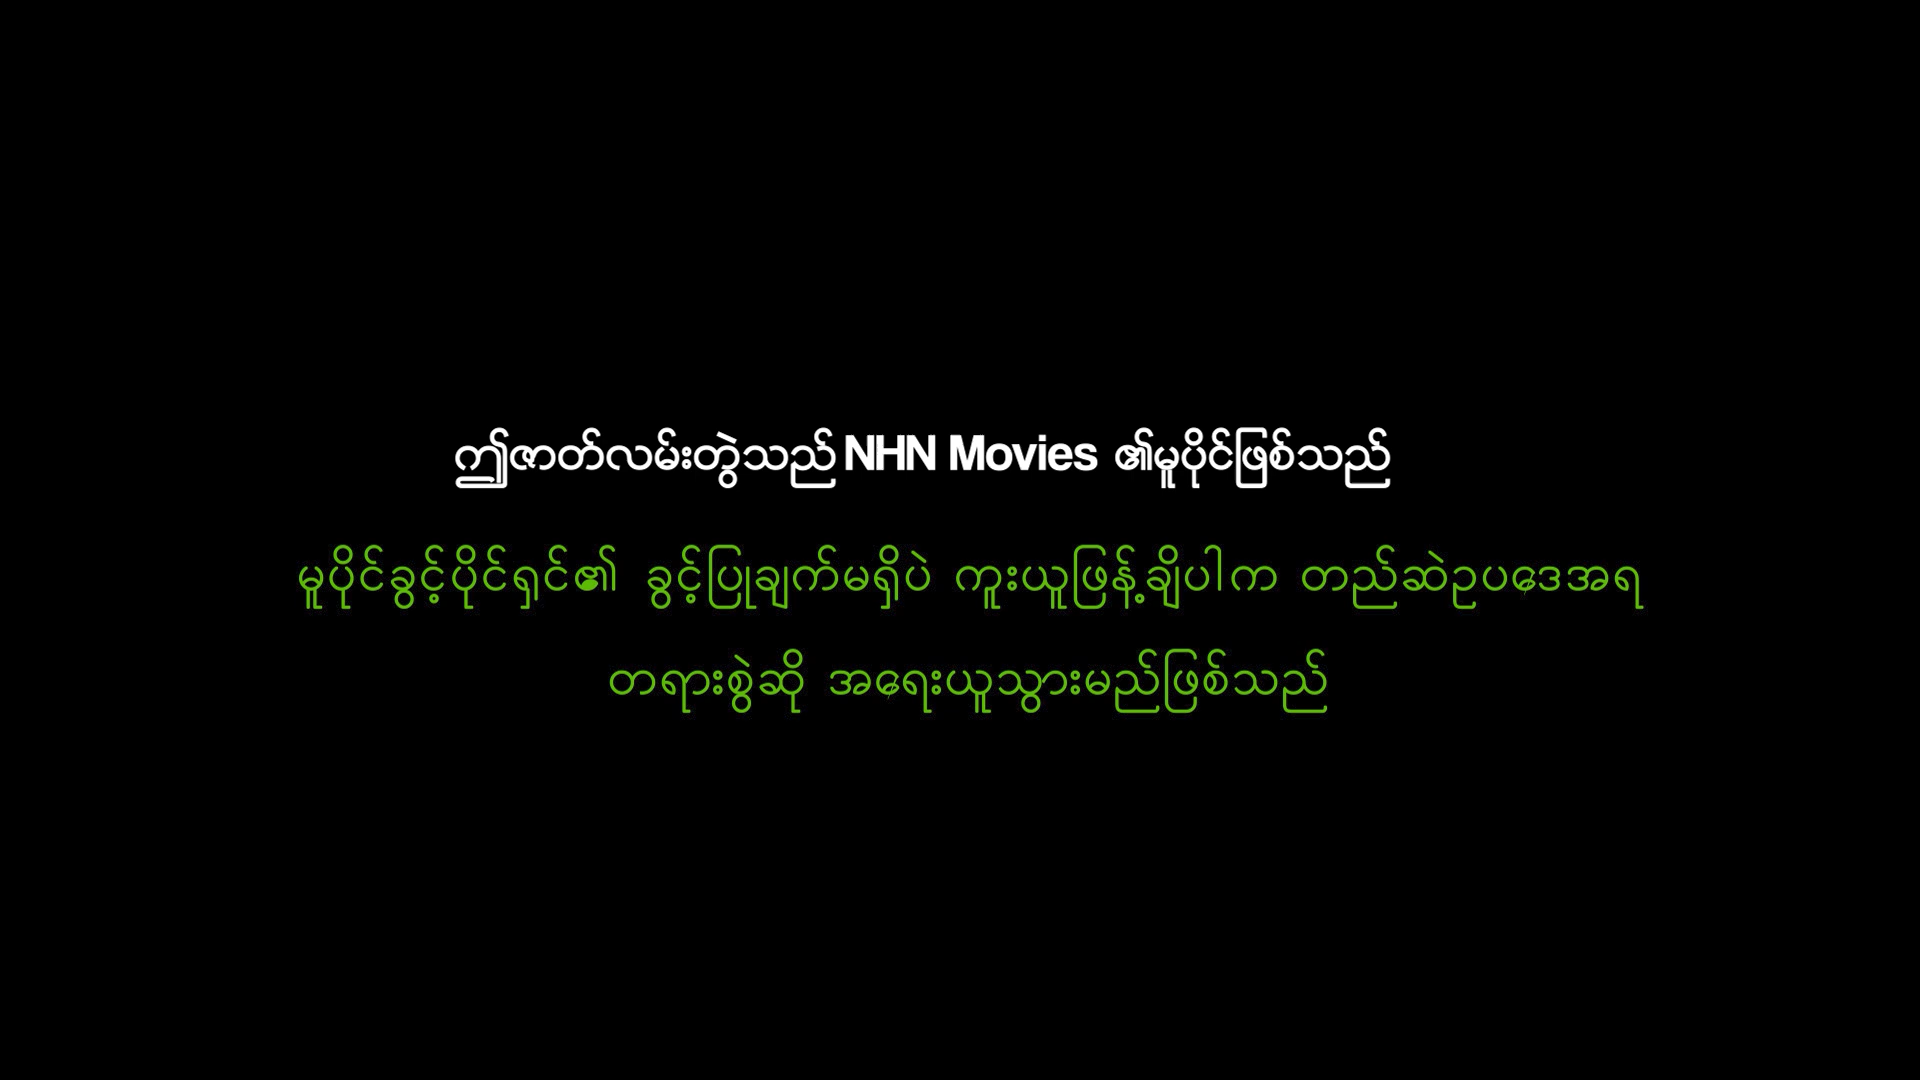 ဤဇာတ်လမ်းတွဲသည် NHN Movies ၏မူပိုင်ဖြစ်သည်
မူပိုင်ခွင့်ပိုင်ရှင်၏ ခွင့်ပြုချက်မရှိပဲ ကူးယူဖြန့်ချိပါက တည်ဆဲဥပဒေအရ
တရားစွဲဆို အရေးယူသွားမည်ဖြစ်သည်